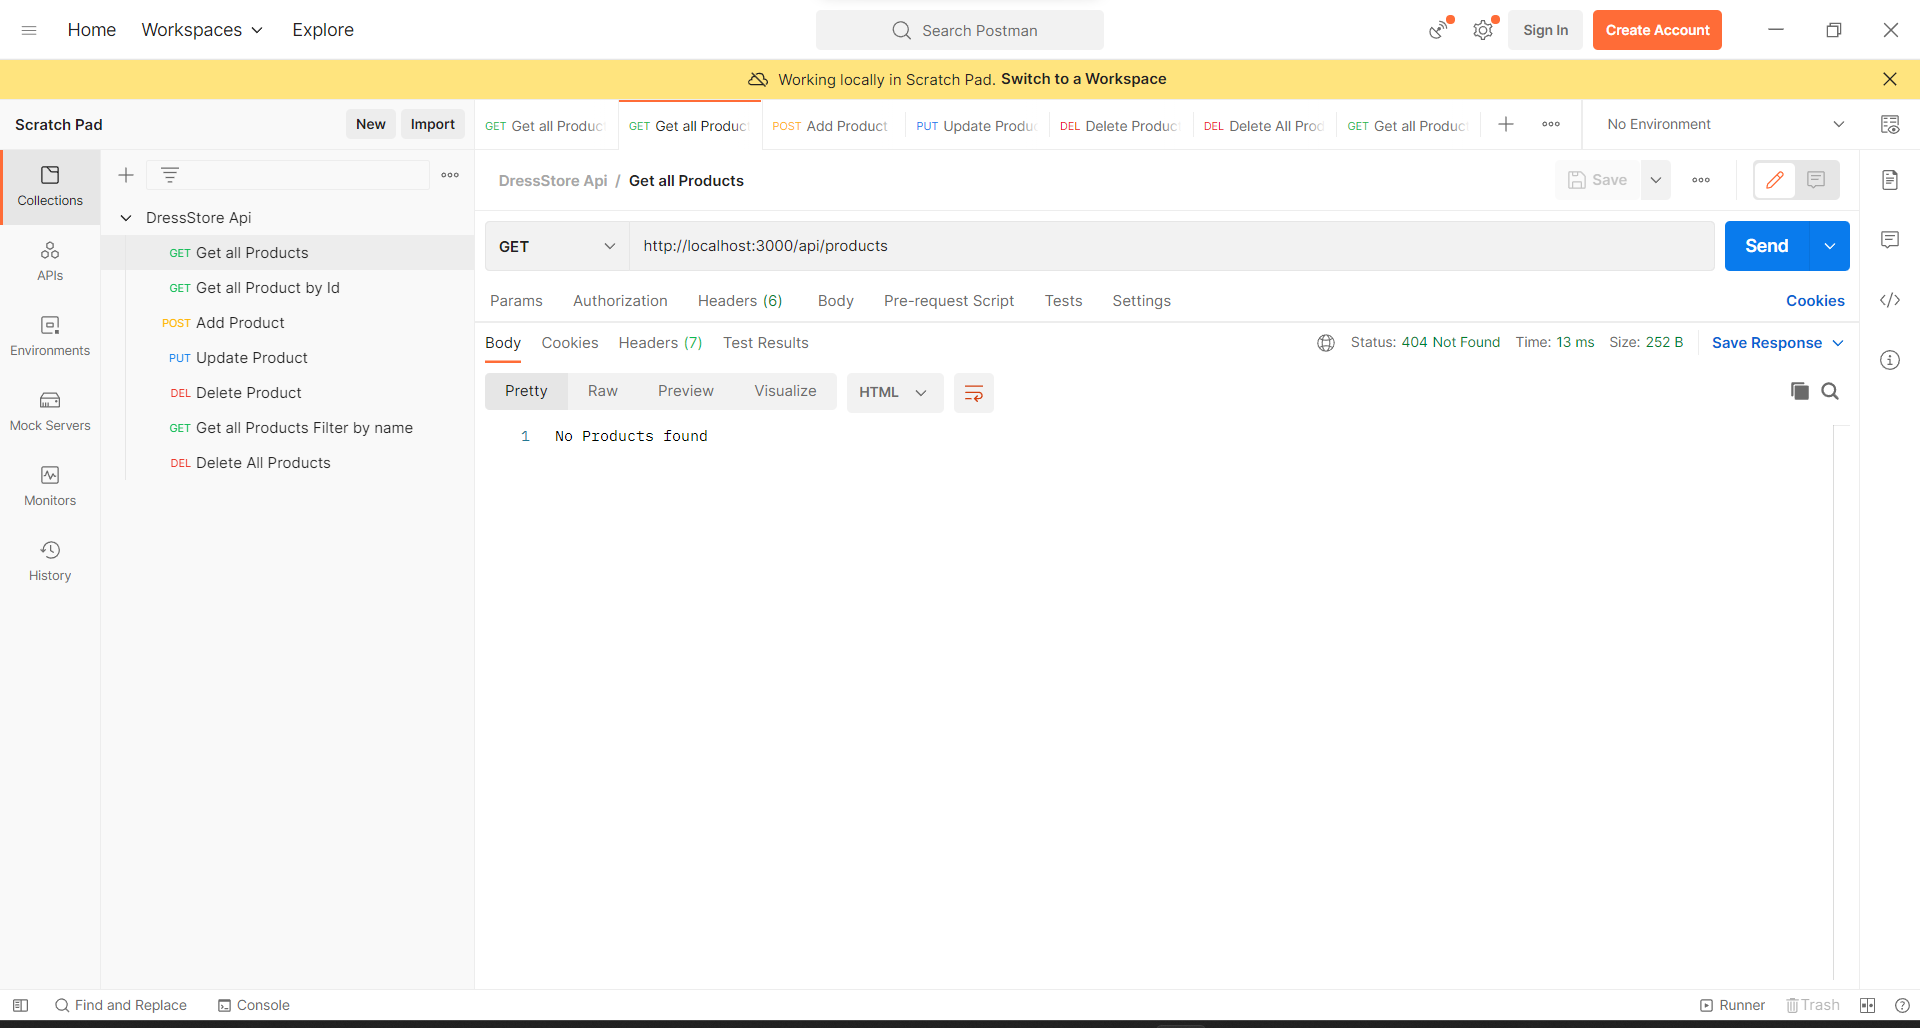 Home Workspaces Explore
Search Postman
Sign In Create Account
Working locally in Scratch Pad. Switch to a Workspace
Scratch Pad New Import
GET Get all Produc GET Get all Produc POST Add Product PUT Update Produ DEL Delete Produc DEL Delete All Prod GET Get all Produc
No Environment
Collections
APIs
Environments
Mock Servers
Monitors
History
DressStore Api
GET Get all Products
GET Get all Product by Id
POST Add Product
PUT Update Product
DEL Delete Product
GET Get all Products Filter by name
DEL Delete All Products
DressStore Api / Get all Products
Save
GET http://localhost:3000/api/products Send
Params Authorization Headers (6) Body Pre-request Script Tests Settings Cookies
Body Cookies Headers (7) Test Results
Status: 404 Not Found Time: 13 ms Size: 252 B Save Response
Pretty Raw Preview Visualize HTML
1 No Products found
Find and Replace Console
Runner Trash